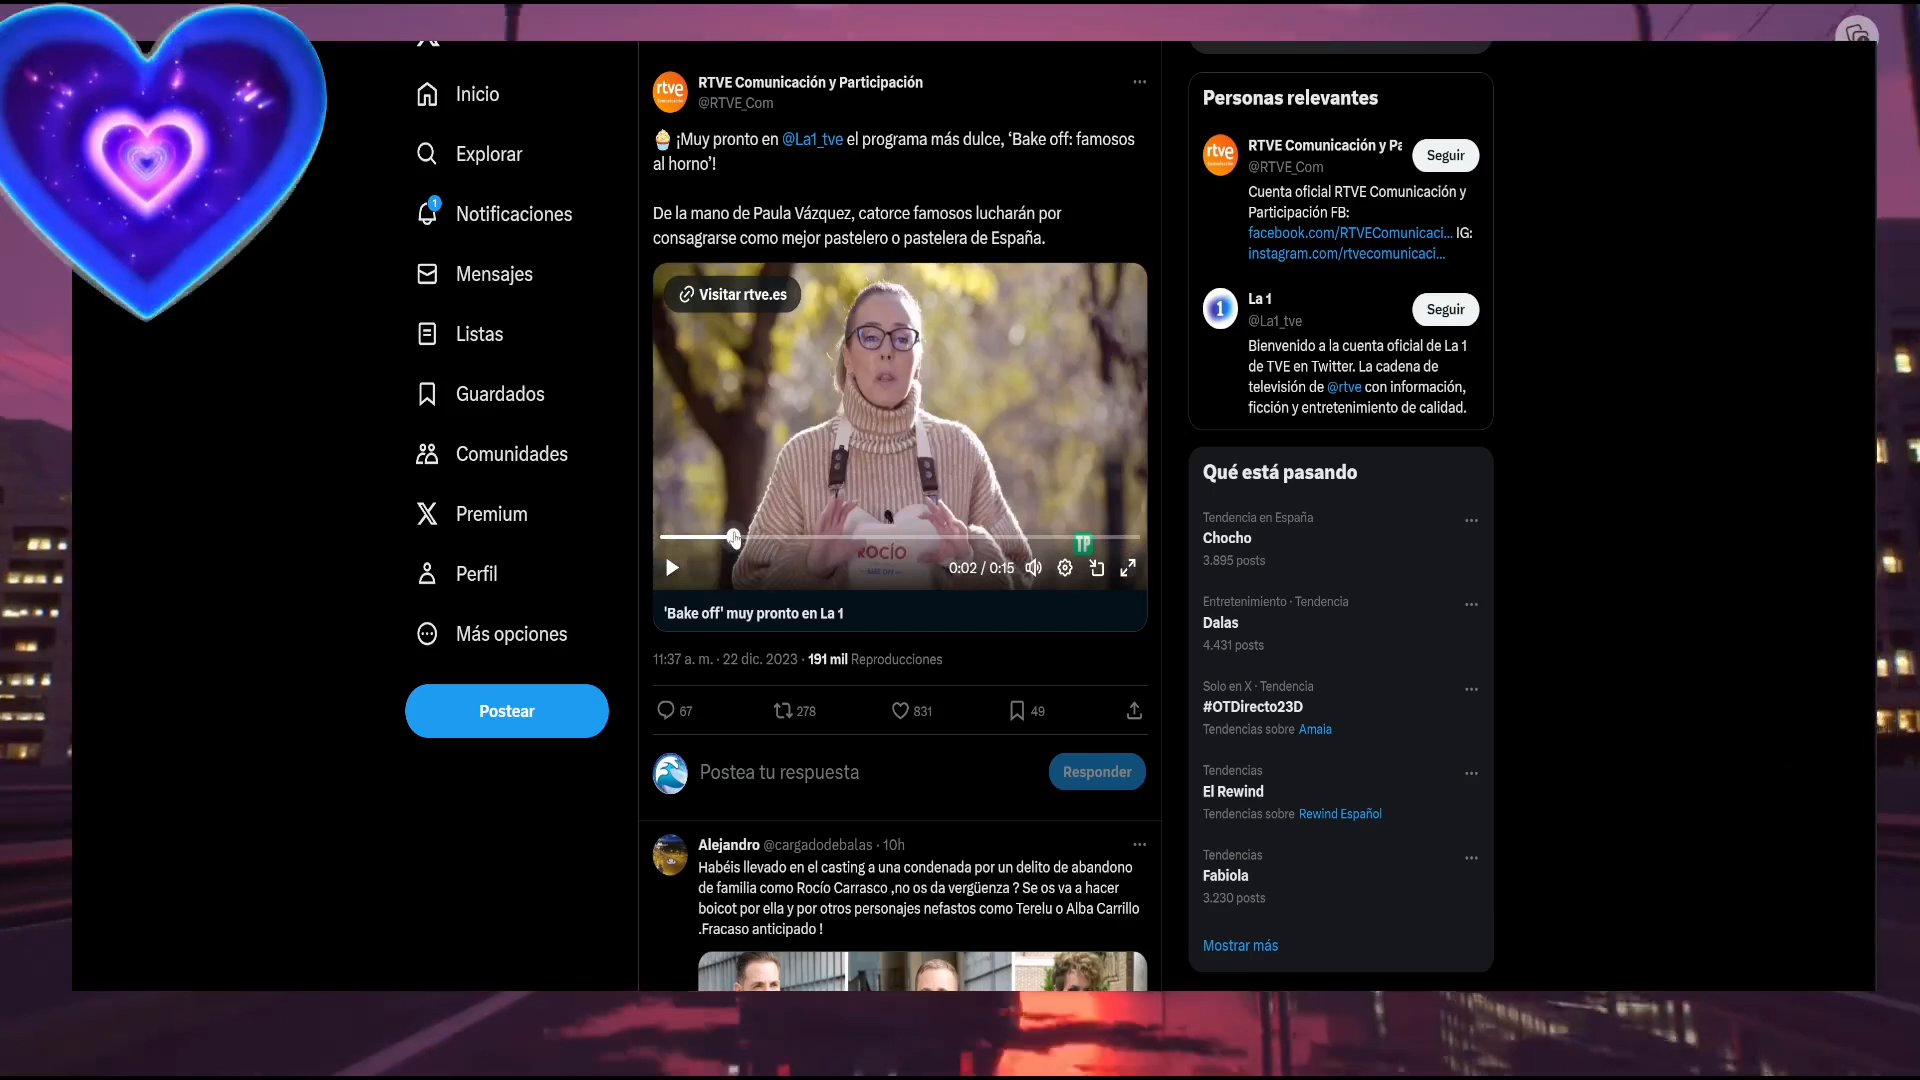 Inicio
Explorar
1
Notificaciones
Mensajes
Listas
Guardados
Comunidades
Premium
Perfil
Más opciones
Postear
rtve
RTVE Comunicación y Participación
@RTVE_Com
¡Muy pronto en @La1_tve el programa más dulce, ‘Bake off: famosos
al horno’!
De la mano de Paula Vázquez, catorce famosos lucharán por
consagrarse como mejor pastelero o pastelera de España.
Visitar rtve.es
ROCÍO
TP
0:02 / 0:15
'Bake off' muy pronto en La 1
11:37 a. m. · 22 dic. 2023 · 191 mil Reproducciones
67
278
831
49
Postea tu respuesta
Responder
Alejandro @cargadodebalas · 10h
Habéis llevado en el casting a una condenada por un delito de abandono
de familia como Rocío Carrasco ,no os da vergüenza ? Se os va a hacer
boicot por ella y por otros personajes nefastos como Terelu o Alba Carrillo
.Fracaso anticipado !
Personas relevantes
rtve
RTVE Comunicación y Pa
@RTVE_Com
Seguir
Cuenta oficial RTVE Comunicación y
Participación FB:
facebook.com/RTVEComunicaci… IG:
instagram.com/rtvecomunicaci…
1
La 1
@La1_tve
Seguir
Bienvenido a la cuenta oficial de La 1
de TVE en Twitter. La cadena de
televisión de @rtve con información,
ficción y entretenimiento de calidad.
Qué está pasando
Tendencia en España
Chocho
3.895 posts
Entretenimiento · Tendencia
Dalas
4.431 posts
Solo en X · Tendencia
#OTDirecto23D
Tendencias sobre Amaia
Tendencias
El Rewind
Tendencias sobre Rewind Español
Tendencias
Fabiola
3.230 posts
Mostrar más